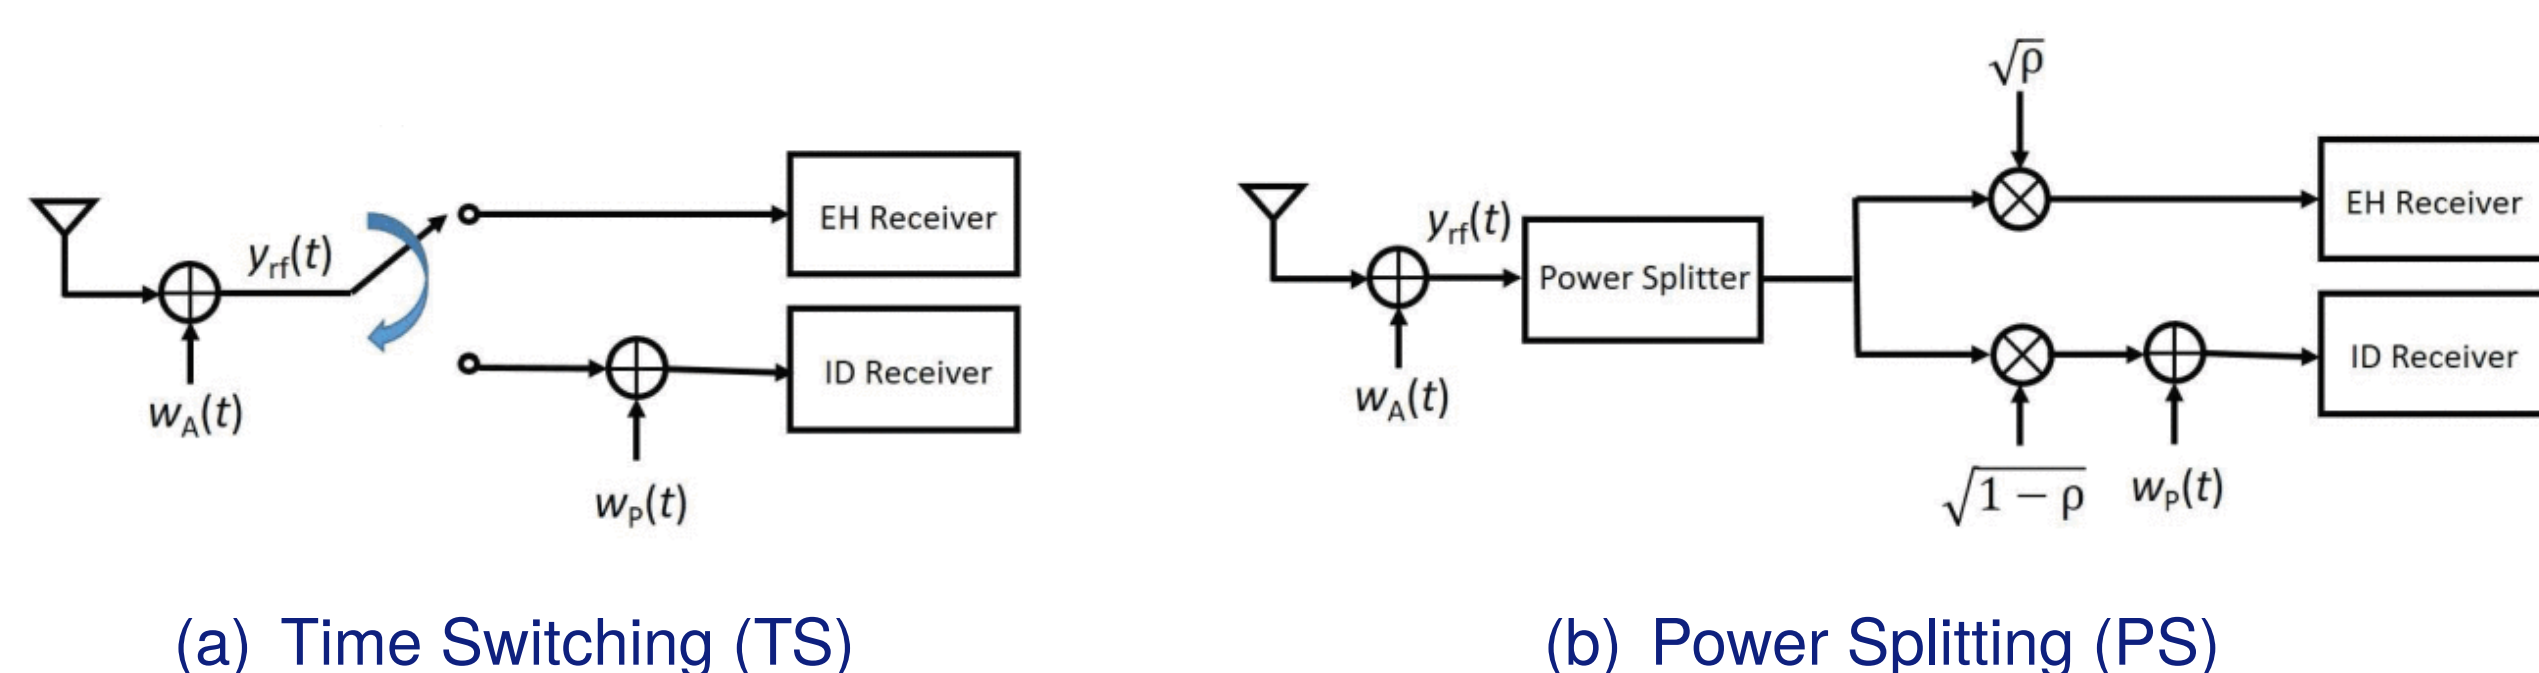 y_rf(t)
EH Receiver
ID Receiver
w_A(t)
w_P(t)
(a) Time Switching (TS)
√ρ
y_rf(t)
Power Splitter
EH Receiver
ID Receiver
w_A(t)
√1 − ρ
w_P(t)
(b) Power Splitting (PS)